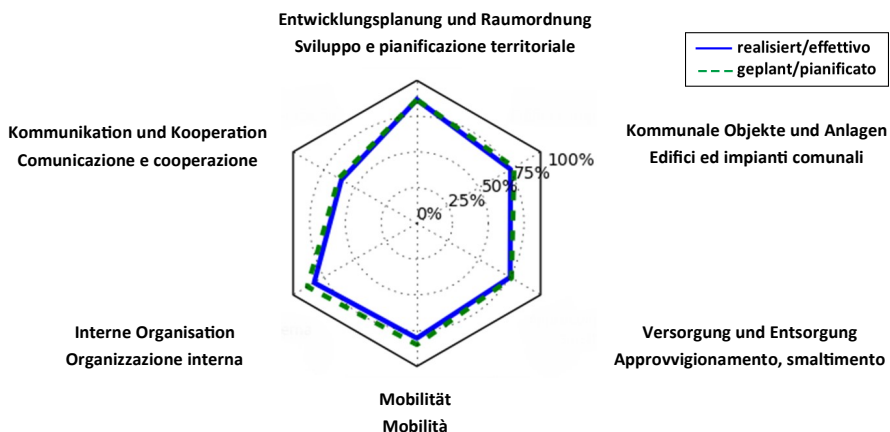 Entwicklungsplanung und Raumordnung
Sviluppo e pianificazione territoriale
realisiert/effettivo
geplant/pianificato
Kommunikation und Kooperation
Comunicazione e cooperazione
Kommunale Objekte und Anlagen
Edifici ed impianti comunali
100%
75%
50%
25%
0%
Interne Organisation
Organizzazione interna
Versorgung und Entsorgung
Approvvigionamento, smaltimento
Mobilität
Mobilità